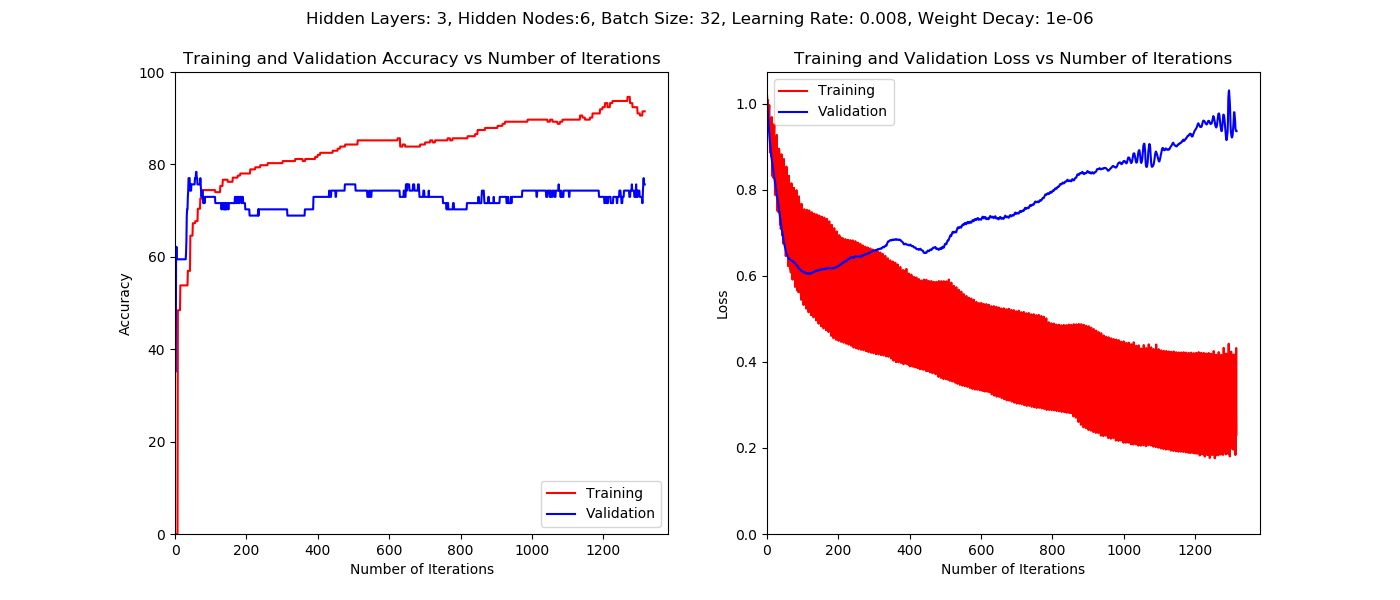 Hidden Layers: 3, Hidden Nodes:6, Batch Size: 32, Learning Rate: 0.008, Weight Decay: 1e-06
Training and Validation Accuracy vs Number of Iterations
100
80
60
40
20
0
Accuracy
0 200 400 600 800 1000 1200
Number of Iterations
Training
Validation
Training and Validation Loss vs Number of Iterations
Training
Validation
1.0
0.8
0.6
0.4
0.2
0.0
Loss
0 200 400 600 800 1000 1200
Number of Iterations